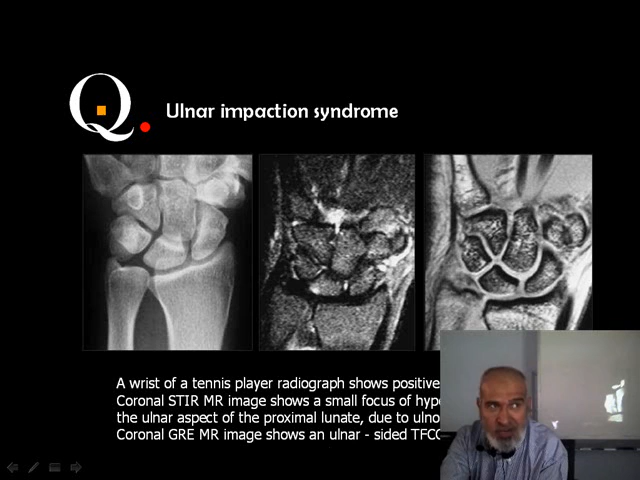 Q. Ulnar impaction syndrome
A wrist of a tennis player radiograph shows positive
Coronal STIR MR image shows a small focus of hype
the ulnar aspect of the proximal lunate, due to ulno
Coronal GRE MR image shows an ulnar - sided TFCC